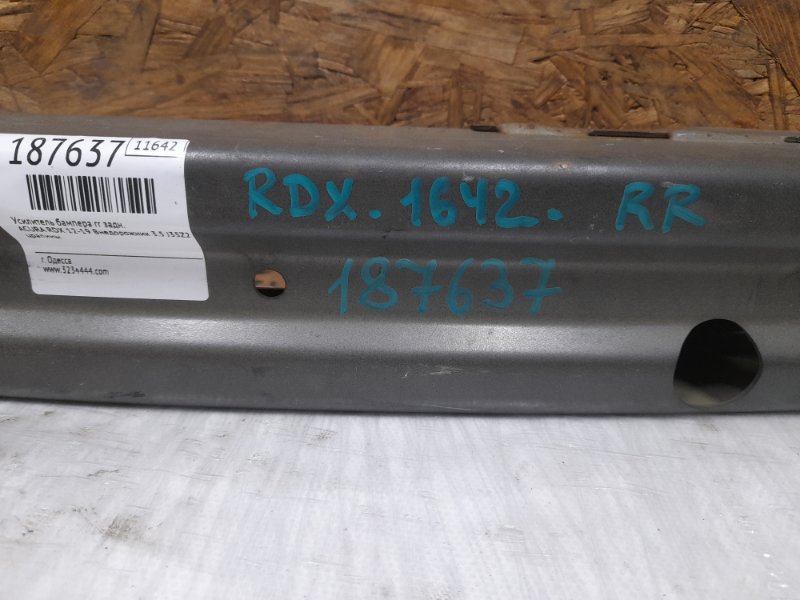 187637 11642
Усилитель бампера rr задн.
ACURA RDX 12-19 Внедорожник 3.5 J35Z2
царапины
г. Одесса
www.3234444.com
RDX. 1642. RR
187637